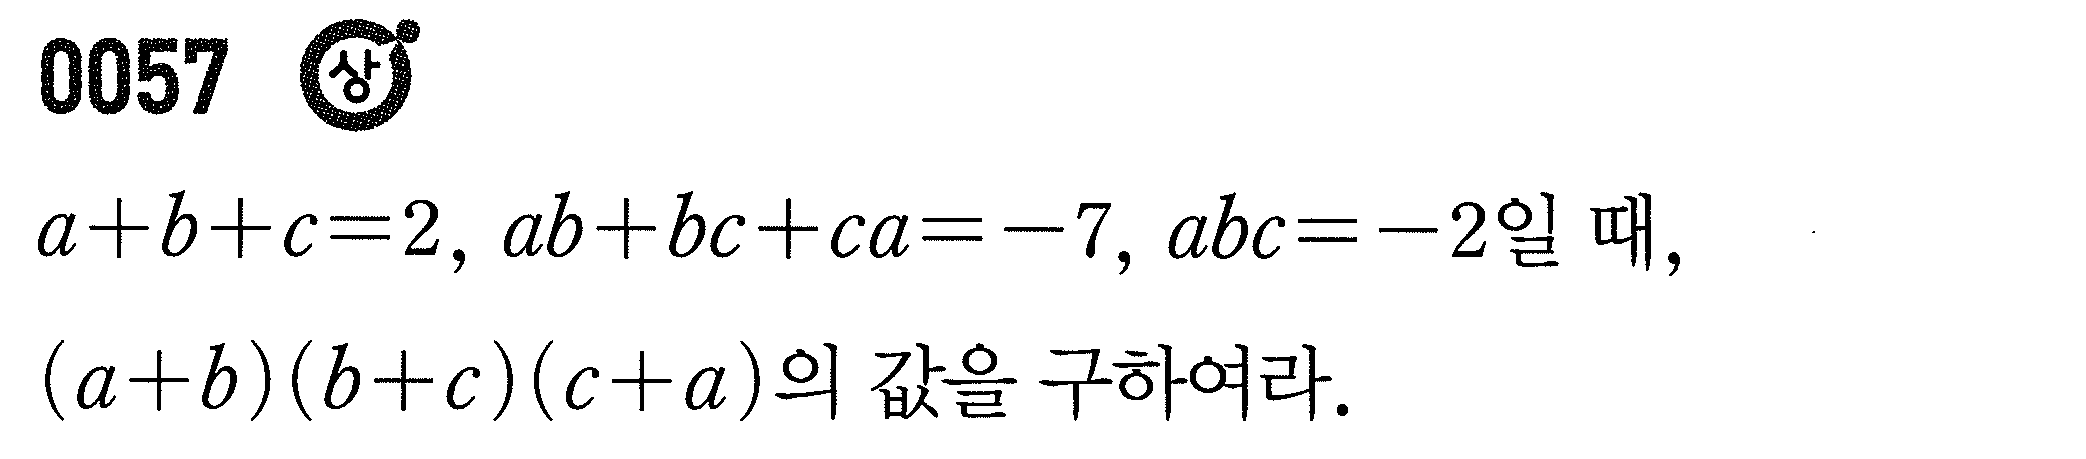 0057 상
a+b+c=2, ab+bc+ca=-7, abc=-2일 때,
(a+b)(b+c)(c+a)의 값을 구하여라.